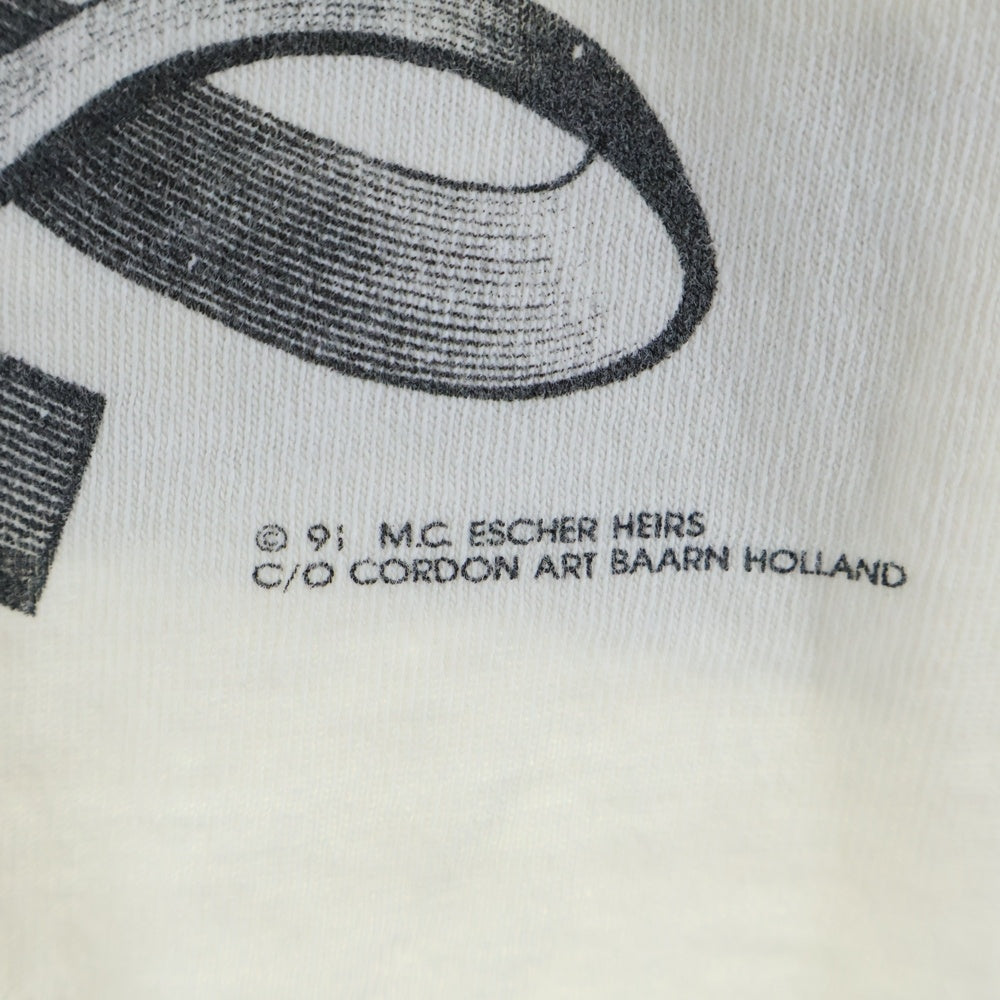 © 91 M.C. ESCHER HEIRS
C/O CORDON ART BAARN HOLLAND